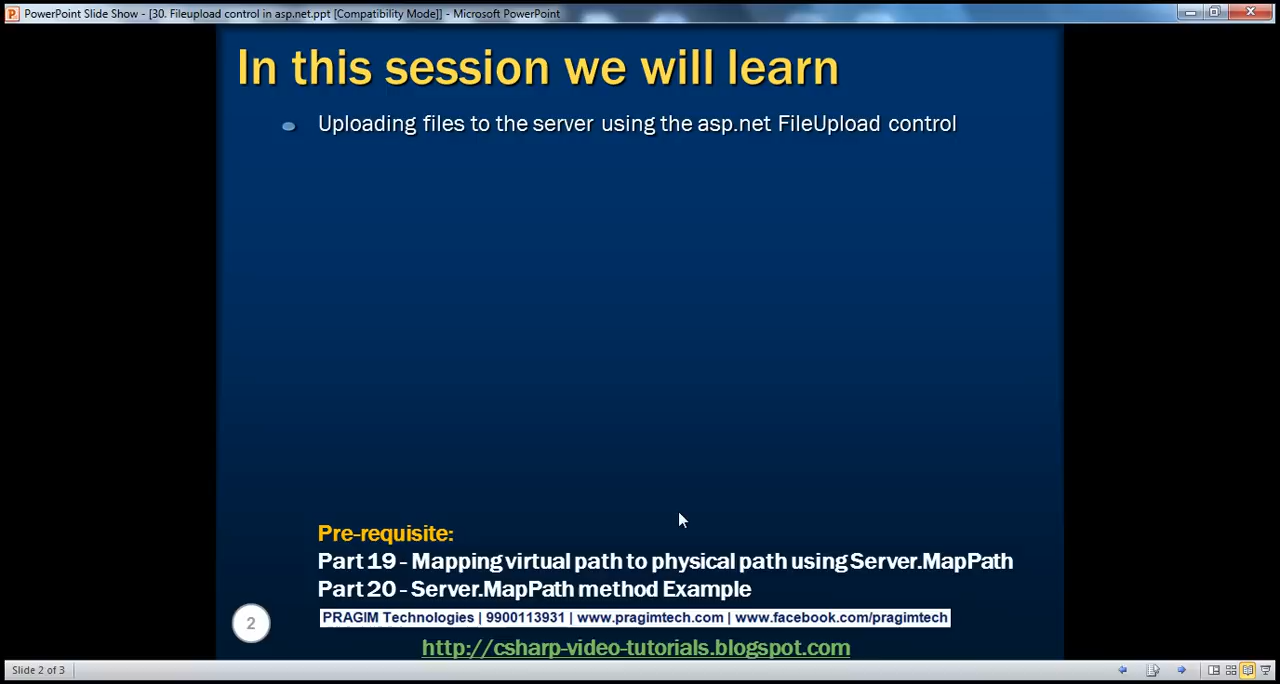 PowerPoint Slide Show - [30. Fileupload control in asp.net.ppt [Compatibility Mode]] - Microsoft PowerPoint
In this session we will learn
Uploading files to the server using the asp.net FileUpload control
Pre-requisite:
Part 19 - Mapping virtual path to physical path using Server.MapPath
Part 20 - Server.MapPath method Example
2
PRAGIM Technologies | 9900113931 | www.pragimtech.com | www.facebook.com/pragimtech
http://csharp-video-tutorials.blogspot.com
Slide 2 of 3